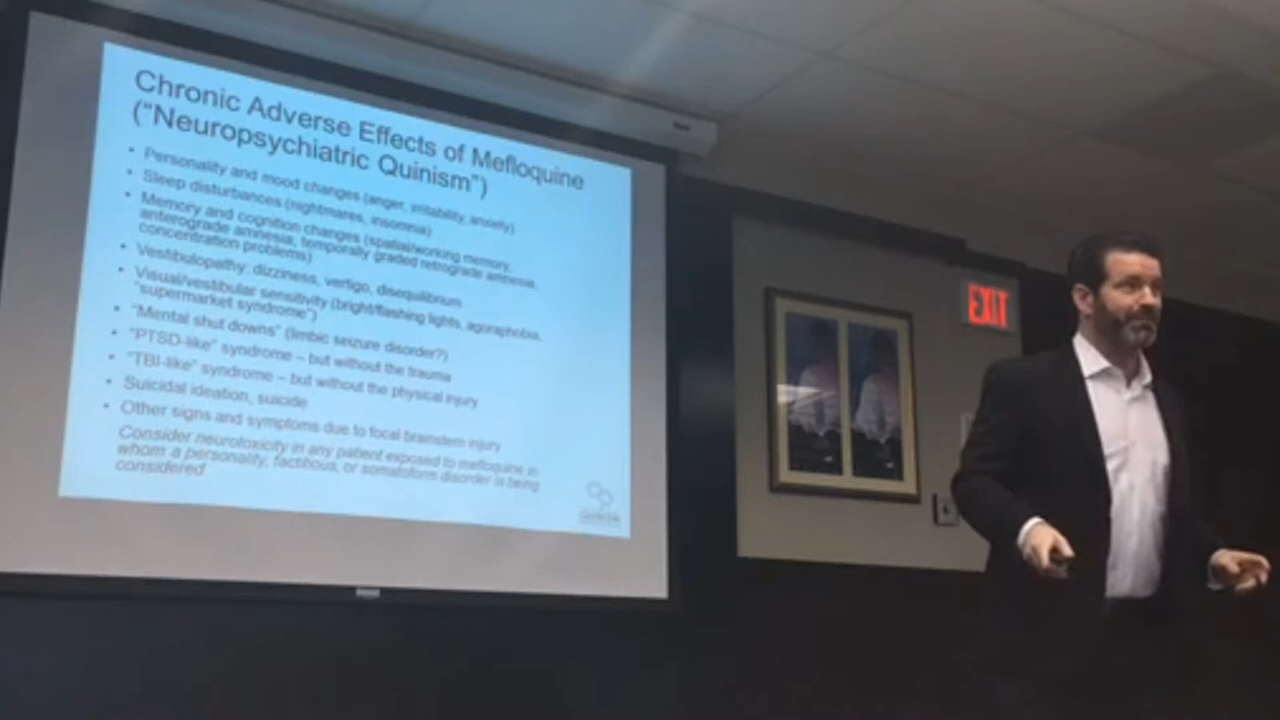 Chronic Adverse Effects of Mefloquine
("Neuropsychiatric Quinism")
• Personality and mood changes (anger, irritability, anxiety)
• Sleep disturbances (nightmares, insomnia)
• Memory and cognition changes (spatial/working memory,
anterograde amnesia, temporally graded retrograde amnesia,
concentration problems)
• Vestibulopathy: dizziness, vertigo, disequilibrium
• Visual/vestibular sensitivity (bright/flashing lights, agoraphobia,
"supermarket syndrome")
• "Mental shut downs" (limbic seizure disorder?)
• "PTSD-like" syndrome – but without the trauma
• "TBI-like" syndrome – but without the physical injury
• Suicidal ideation, suicide
• Other signs and symptoms due to focal brainstem injury
Consider neurotoxicity in any patient exposed to mefloquine in
whom a personality, factitious, or somatoform disorder is being
considered
EXIT